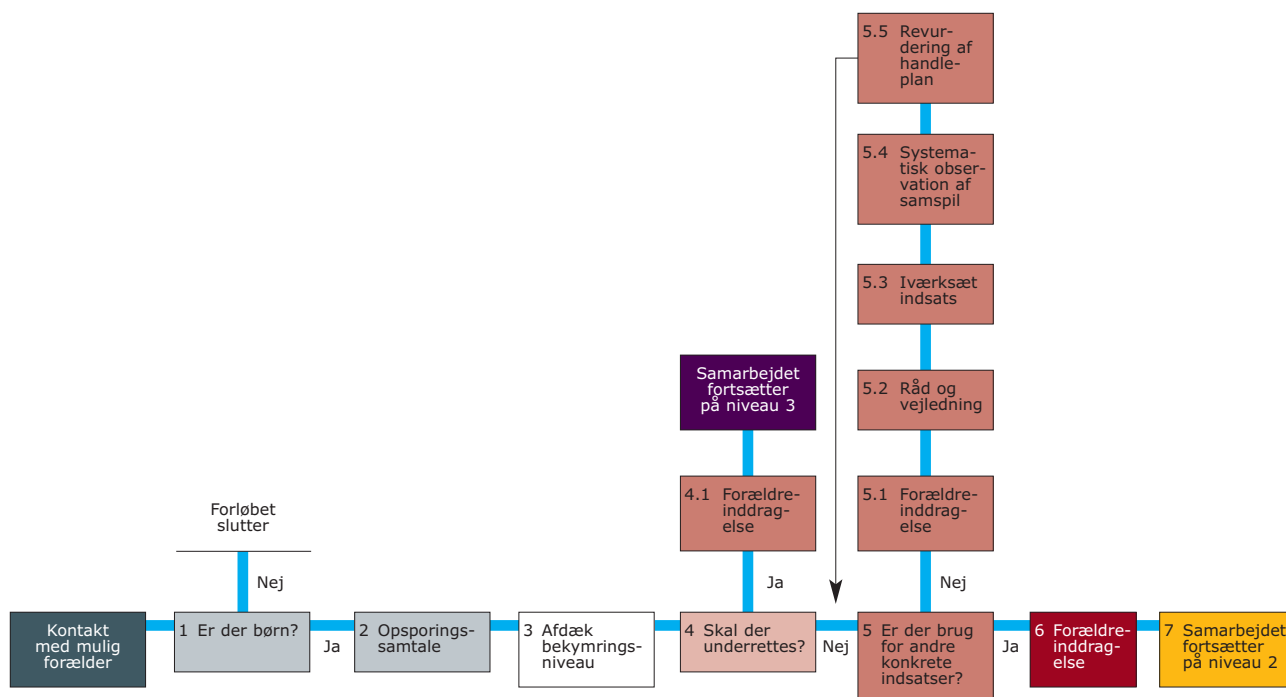 5.5 Revur-
dering af
handle-
plan
5.4 Systema-
tisk obser-
vation af
samspil
5.3 Iværksæt
indsats
Samarbejdet
fortsætter
på niveau 3
5.2 Råd og
vejledning
4.1 Forældre-
inddrag-
else
5.1 Forældre-
inddrag-
else
Forløbet
slutter
Nej
Ja
Nej
Kontakt
med mulig
forælder
1 Er der børn?
Ja
2 Opsporings-
samtale
3 Afdæk
bekymrings-
niveau
4 Skal der
underrettes?
Nej
5 Er der brug
for andre
konkrete
indsatser?
Ja
6 Forældre-
inddrag-
else
7 Samarbejdet
fortsætter
på niveau 2